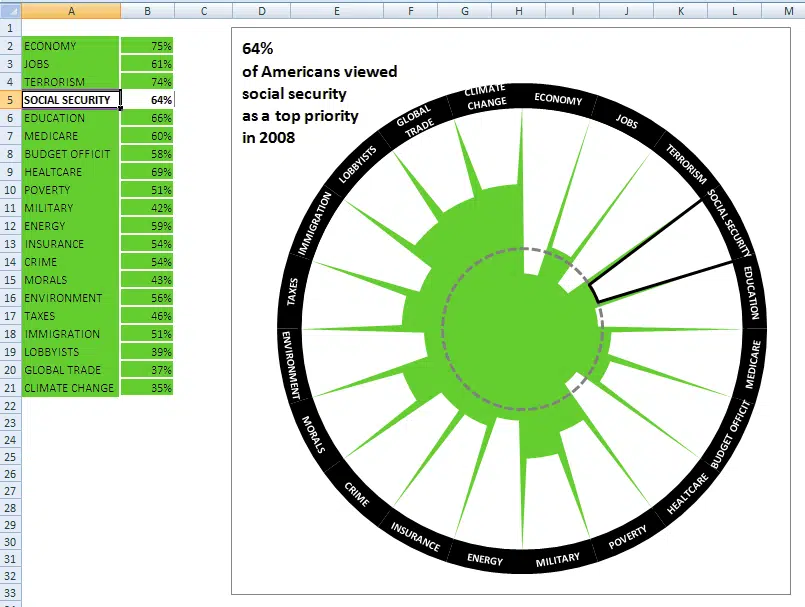 A B C D E F G H I J K L M
1
2 ECONOMY 75%
3 JOBS 61%
4 TERRORISM 74%
5 SOCIAL SECURITY 64%
6 EDUCATION 66%
7 MEDICARE 60%
8 BUDGET OFFICIT 58%
9 HEALTCARE 69%
10 POVERTY 51%
11 MILITARY 42%
12 ENERGY 59%
13 INSURANCE 54%
14 CRIME 54%
15 MORALS 43%
16 ENVIRONMENT 56%
17 TAXES 46%
18 IMMIGRATION 51%
19 LOBBYISTS 39%
20 GLOBAL TRADE 37%
21 CLIMATE CHANGE 35%
22
23
24
25
26
27
28
29
30
31
32
33
64%
of Americans viewed
social security
as a top priority
in 2008
ECONOMY
JOBS
TERRORISM
SOCIAL SECURITY
EDUCATION
MEDICARE
BUDGET OFFICIT
HEALTCARE
POVERTY
MILITARY
ENERGY
INSURANCE
CRIME
MORALS
ENVIRONMENT
TAXES
IMMIGRATION
LOBBYISTS
GLOBAL
TRADE
CLIMATE
CHANGE